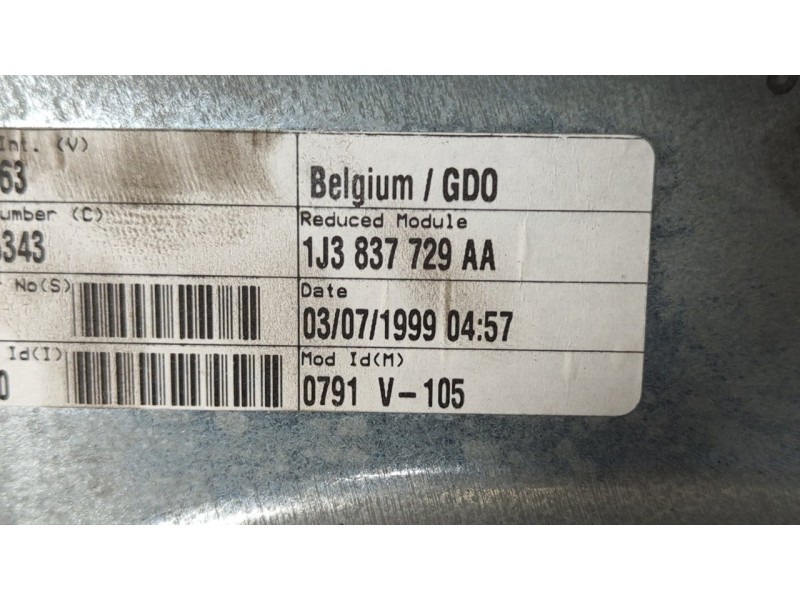 Int. (V)
63
Belgium / GDO
umber (C)
Reduced Module
343
1J3 837 729 AA
No(S)
Date
03/07/1999 04:57
Id(I)
Mod Id(M)
0
0791 V-105